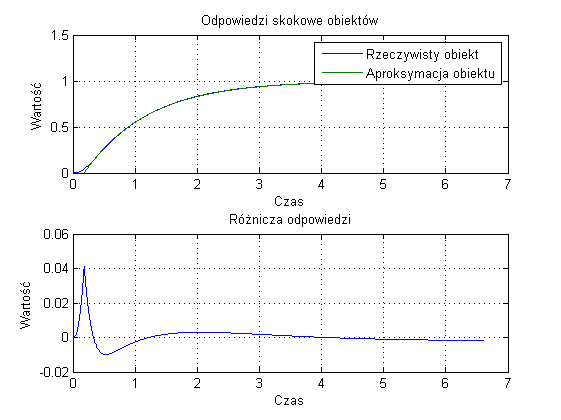 Odpowiedzi skokowe obiektów
Wartość
1.5
1
0.5
0
Rzeczywisty obiekt
Aproksymacja obiektu
0 1 2 3 4 5 6 7
Czas
Różnicza odpowiedzi
Wartość
0.06
0.04
0.02
0
-0.02
0 1 2 3 4 5 6 7
Czas